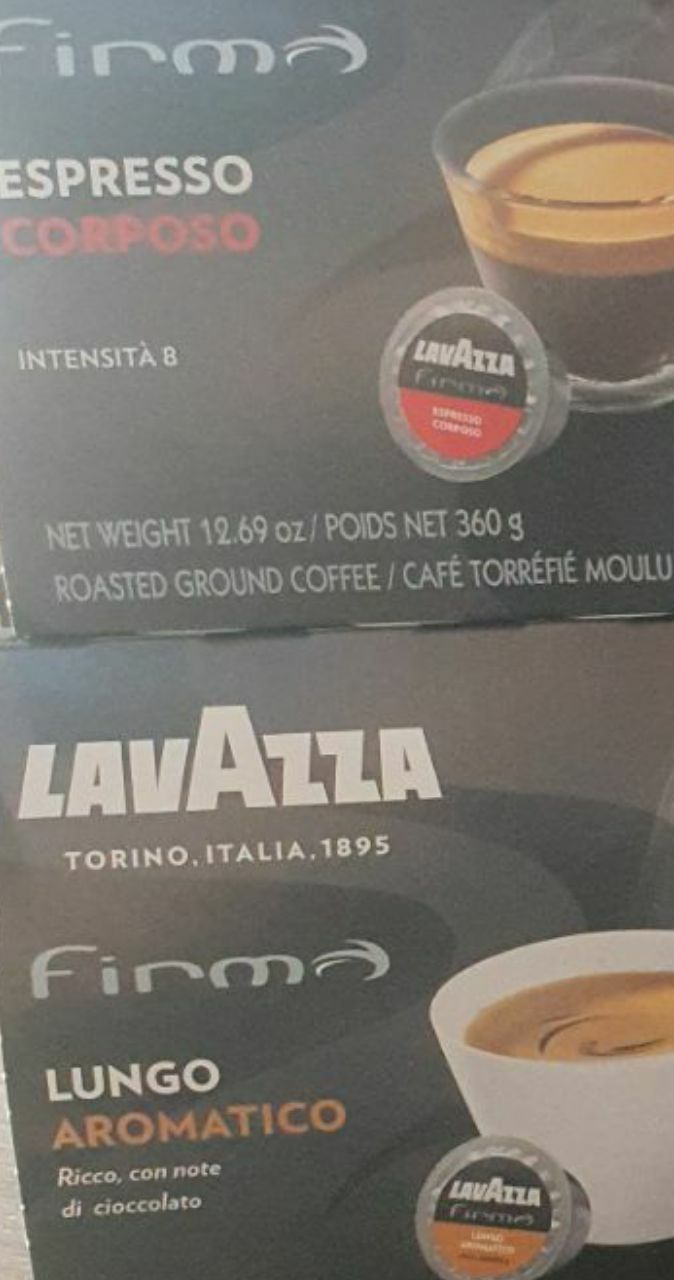 Firma
ESPRESSO
CORPOSO
INTENSITÀ 8
LAVAZZA
Firma
ESPRESSO
CORPOSO
NET WEIGHT 12.69 oz / POIDS NET 360 g
ROASTED GROUND COFFEE / CAFÉ TORRÉFIÉ MOULU
LAVAZZA
TORINO, ITALIA, 1895
Firma
LUNGO
AROMATICO
Ricco, con note
di cioccolato
LAVAZZA
Firma
LUNGO
AROMATICO